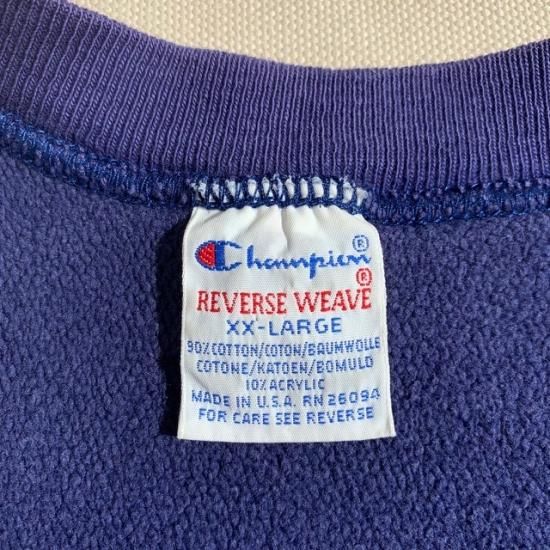 Champion®
REVERSE WEAVE®
XX-LARGE
90% COTTON/COTON/BAUMWOLLE
COTONE/KATOEN/BOMULD
10% ACRYLIC
MADE IN U.S.A. RN 26094
FOR CARE SEE REVERSE